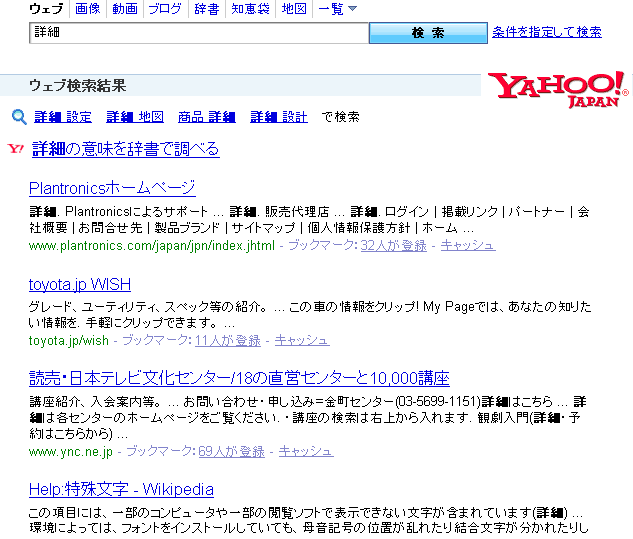 ウェブ | 画像 | 動画 | ブログ | 辞書 | 知恵袋 | 地図 | 一覧 ▼
詳細 検索 条件を指定して検索
ウェブ検索結果
YAHOO! JAPAN
詳細 設定 詳細 地図 商品 詳細 詳細 設計 で検索
Y! 詳細の意味を辞書で調べる
Plantronicsホームページ
詳細. Plantronicsによるサポート ... 詳細. 販売代理店 ... 詳細. ログイン | 掲載リンク | パートナー | 会
社概要 | お問合せ先 | 製品ブランド | サイトマップ | 個人情報保護方針 | ホーム ...
www.plantronics.com/japan/jpn/index.jhtml - ブックマーク: 32人が登録 - キャッシュ
toyota.jp WISH
グレード、ユーティリティ、スペック等の紹介。 ... この車の情報をクリップ! My Pageでは、あなたの知りた
い情報を. 手軽にクリップできます。 ...
toyota.jp/wish - ブックマーク: 11人が登録 - キャッシュ
読売・日本テレビ文化センター/18の直営センターと10,000講座
講座紹介、入会案内等。 ... お問い合わせ・申し込み=金町センター(03-5699-1151)詳細はこちら ... 詳
細は各センターのホームページをご覧ください. ・講座の検索は右上から入れます. 観劇入門(詳細・予
約はこちらから) ...
www.ync.ne.jp - ブックマーク: 69人が登録 - キャッシュ
Help:特殊文字 - Wikipedia
この項目には、一部のコンピュータや一部の閲覧ソフトで表示できない文字が含まれています(詳細) ...
環境によっては、フォントをインストールしていても、母音記号の位置が乱れたり結合文字が分かれたりし